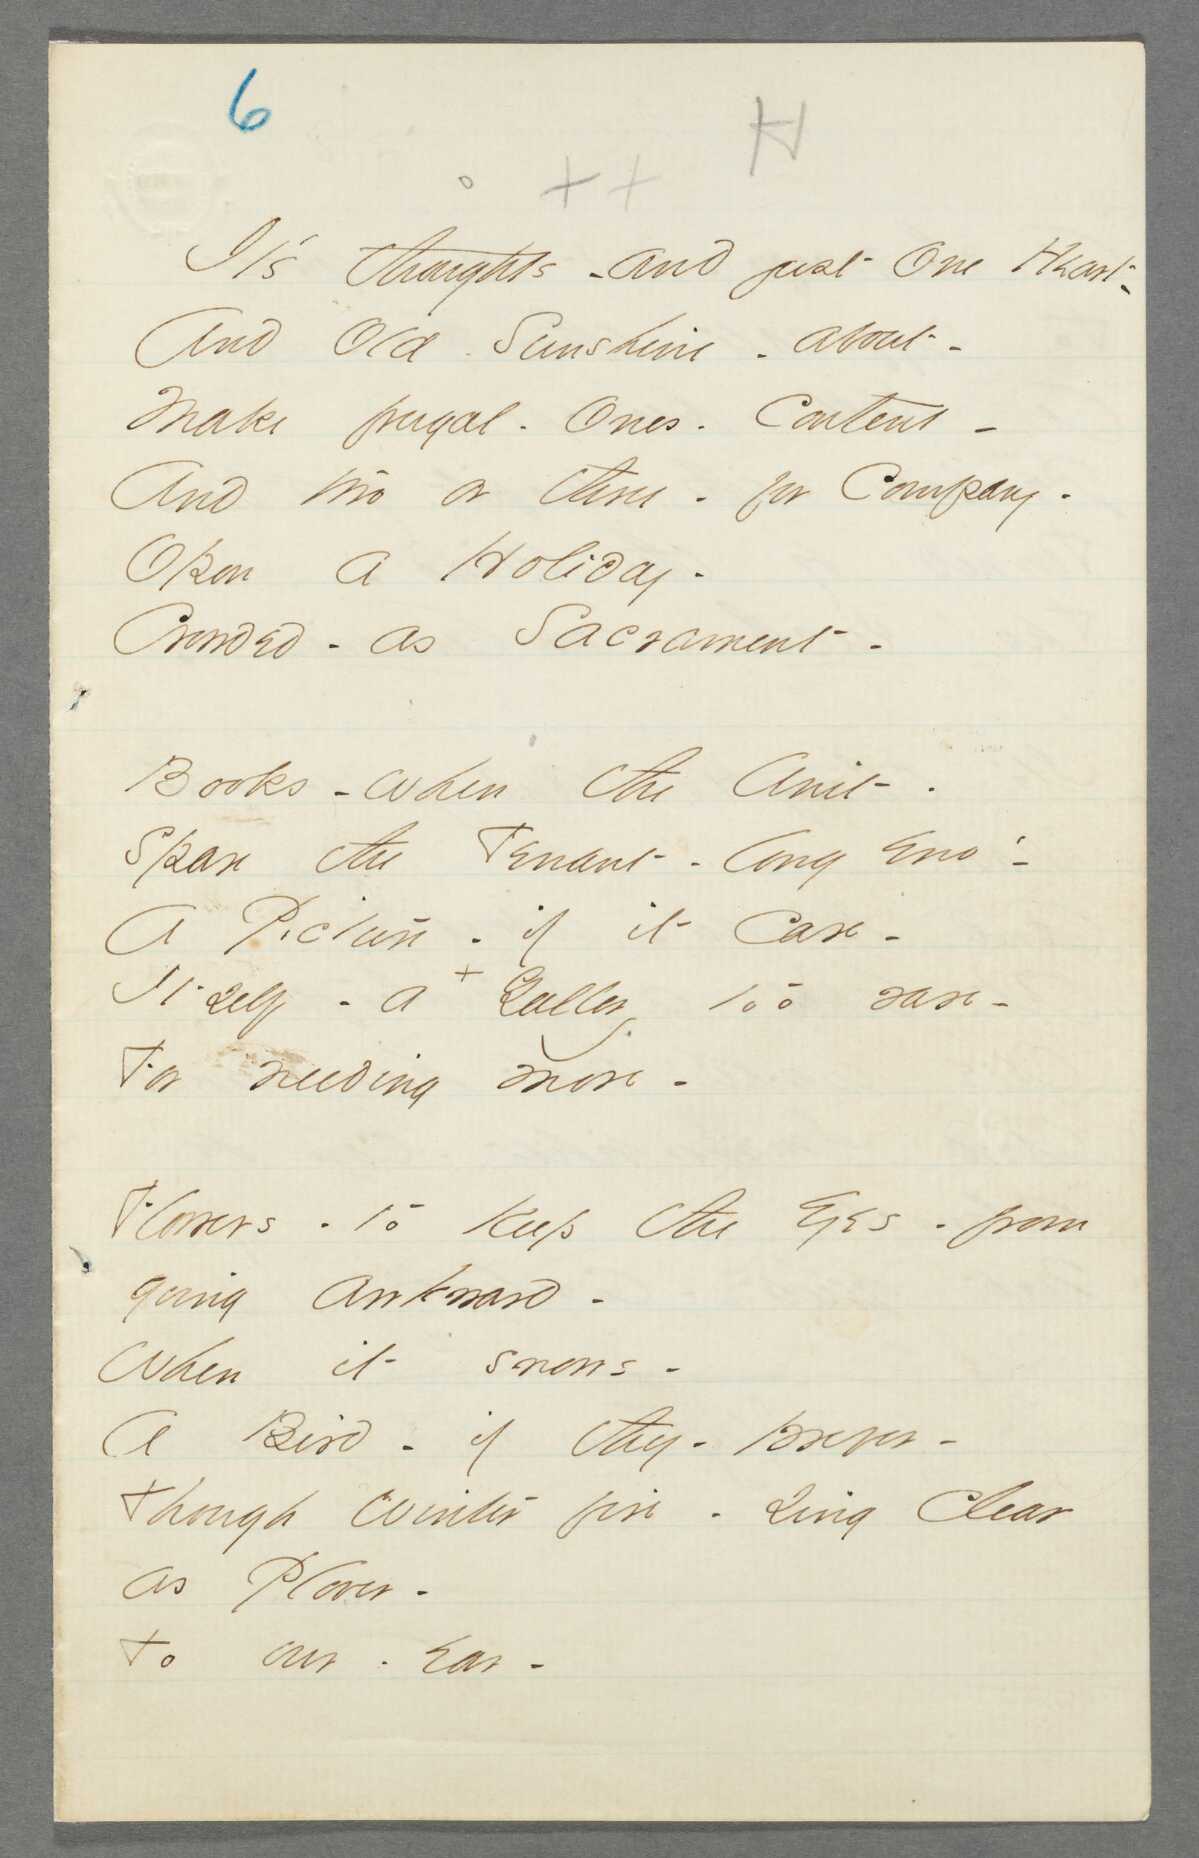 6
H
° + +
It's thoughts - and just One Heart -
And Old Sunshine - about -
Make frugal - Ones - Content -
And two or three - for Company -
Opon a Holiday -
Crowded - as Sacrament -
Books - when the Unit -
Spare the Tenant - long eno' -
A Picture - if it Care -
Itself - a + Gallery too rare -
For needing more -
Flowers - to keep the Eyes - from
going awkward -
When it snows -
A Bird - if they - prefer -
Though winter fire - sing clear
as Plover -
To our - ear -